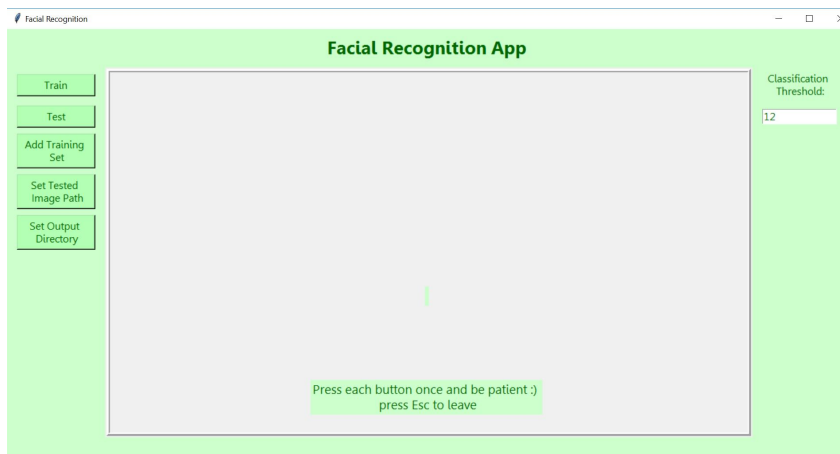 Facial Recognition
Facial Recognition App
Train
Test
Add Training
Set
Set Tested
Image Path
Set Output
Directory
Classification
Threshold:
12
Press each button once and be patient :)
press Esc to leave